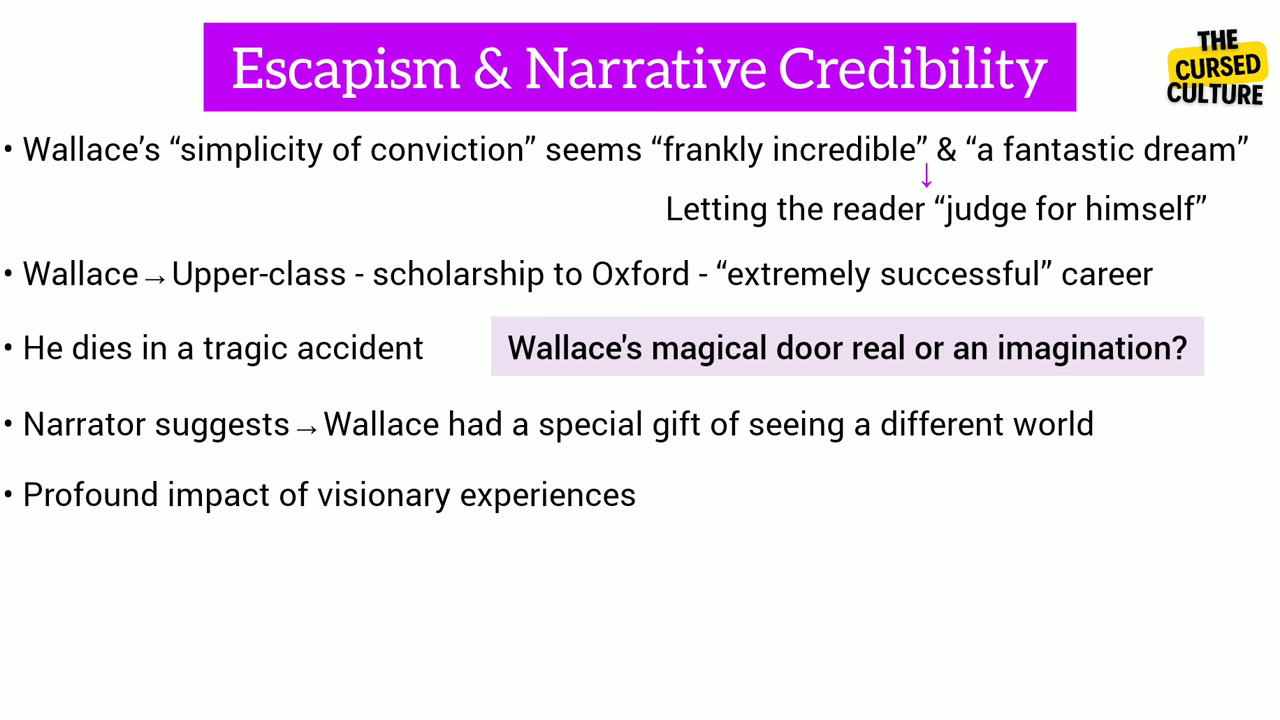 Escapism & Narrative Credibility
THE
CURSED
CULTURE
• Wallace’s “simplicity of conviction” seems “frankly incredible” & “a fantastic dream”
↓
Letting the reader “judge for himself”
• Wallace→Upper-class - scholarship to Oxford - “extremely successful” career
• He dies in a tragic accident
Wallace's magical door real or an imagination?
• Narrator suggests→Wallace had a special gift of seeing a different world
• Profound impact of visionary experiences